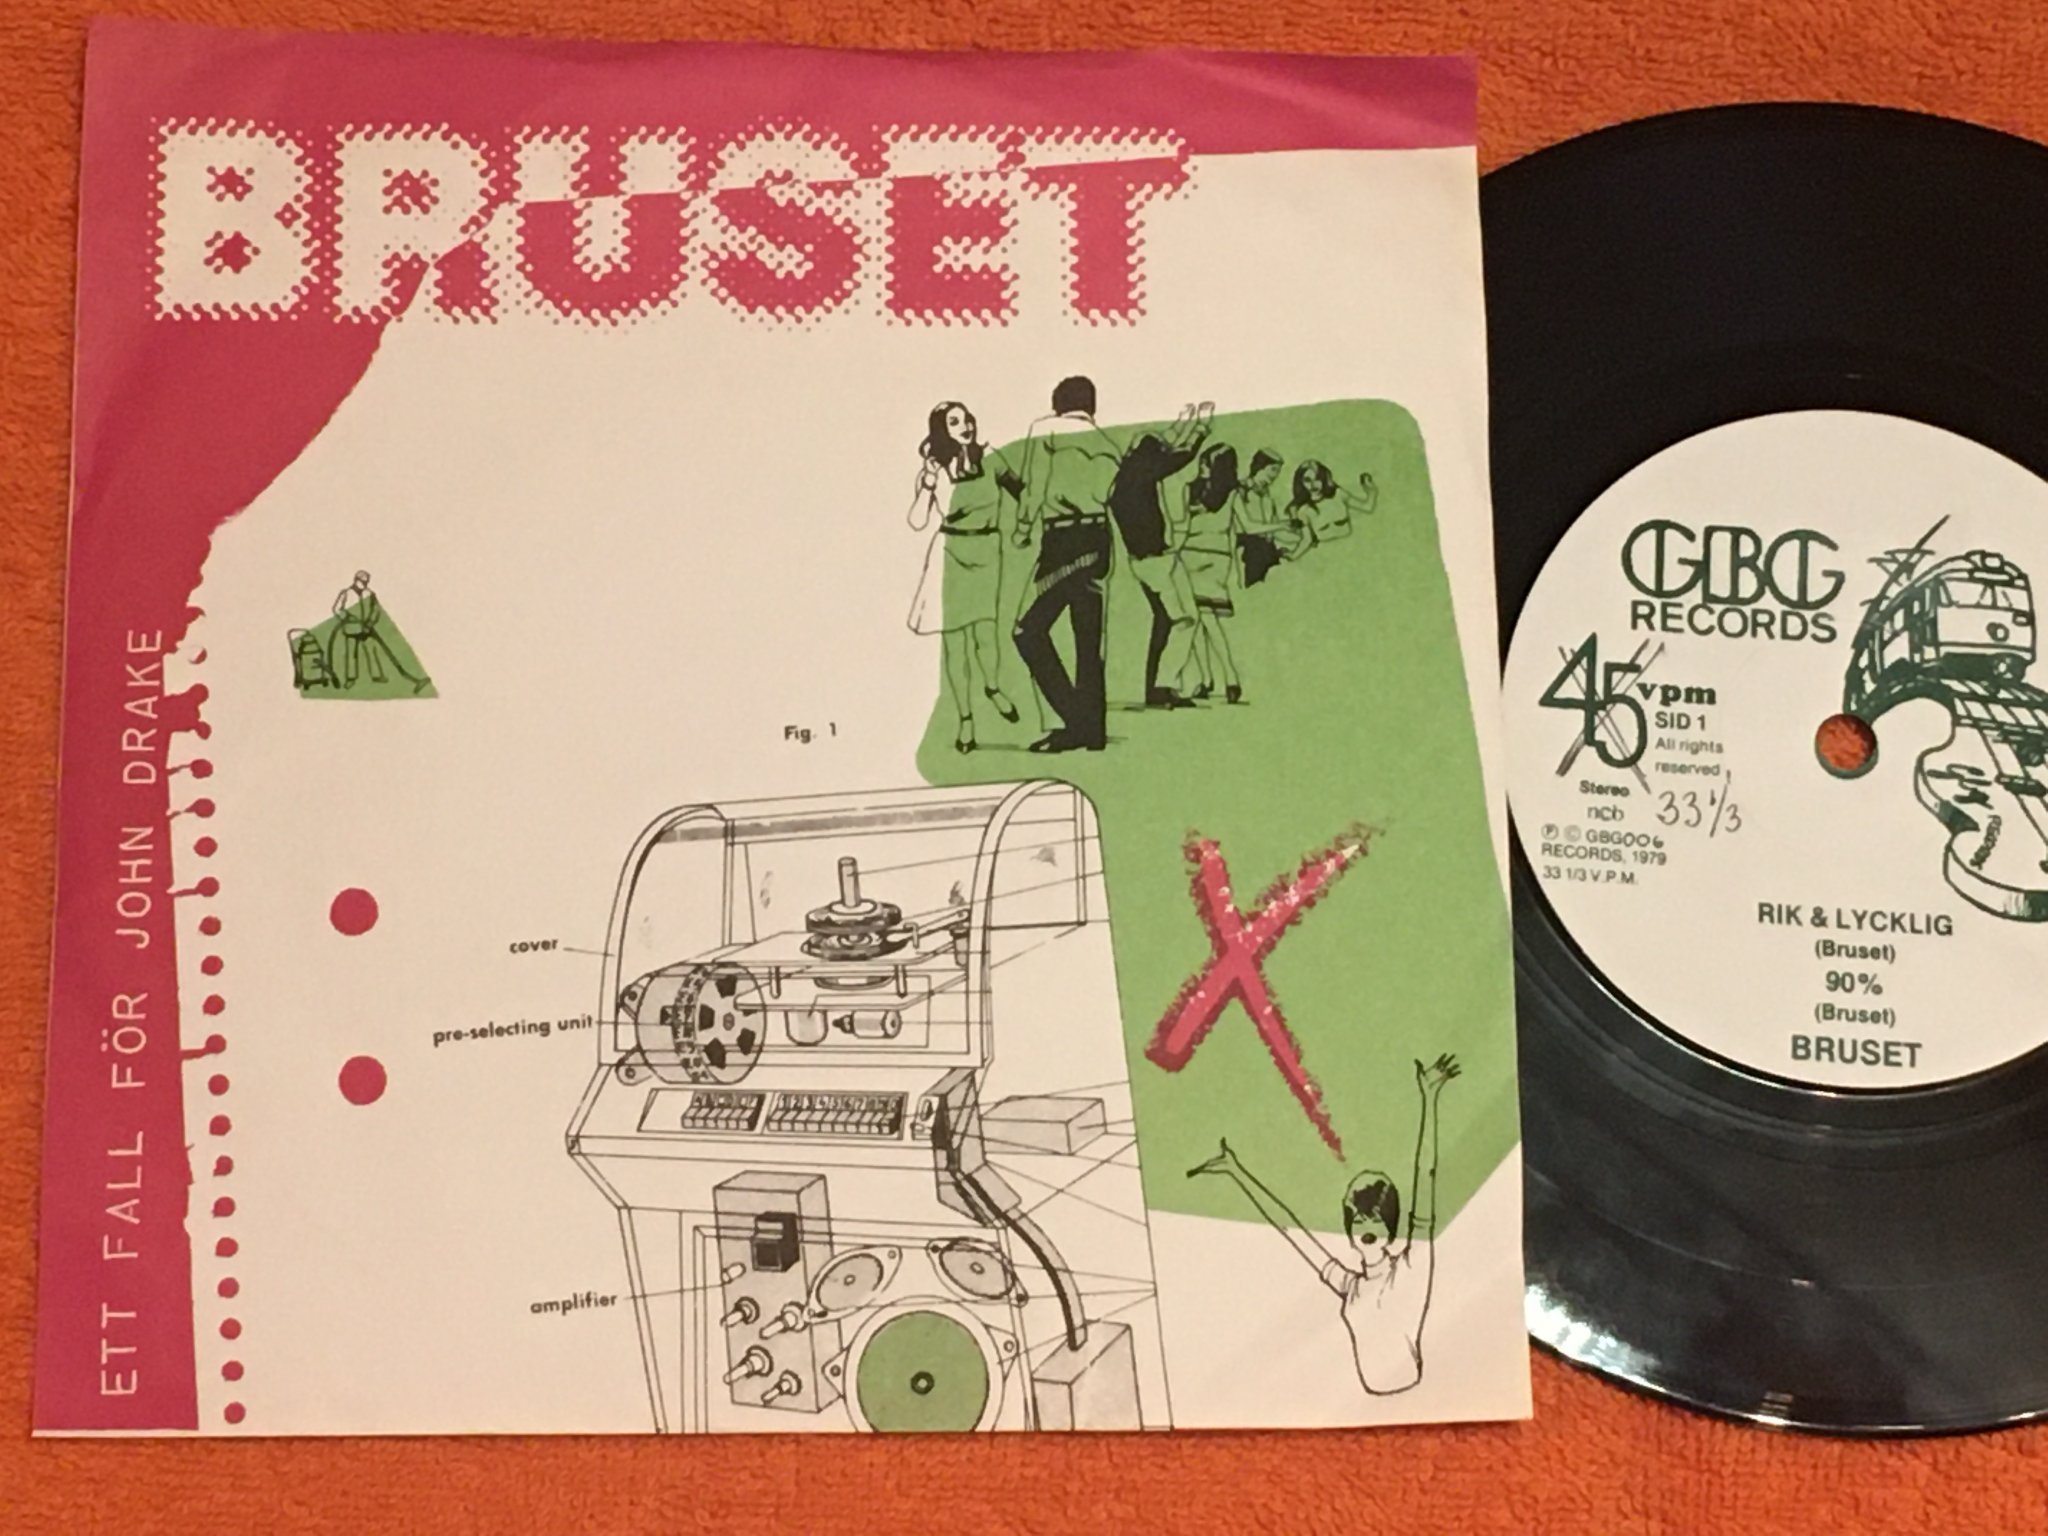 BRUSET
ETT FALL FÖR JOHN DRAKE
Fig. 1
cover
pre-selecting unit
amplifier
X
GBG
RECORDS
45 vpm
SID 1
All rights
reserved
Stereo
ncb
33 1/3
Ⓟ © GBG006
RECORDS, 1979
33 1/3 V.P.M.
RIK & LYCKLIG
(Bruset)
90%
(Bruset)
BRUSET